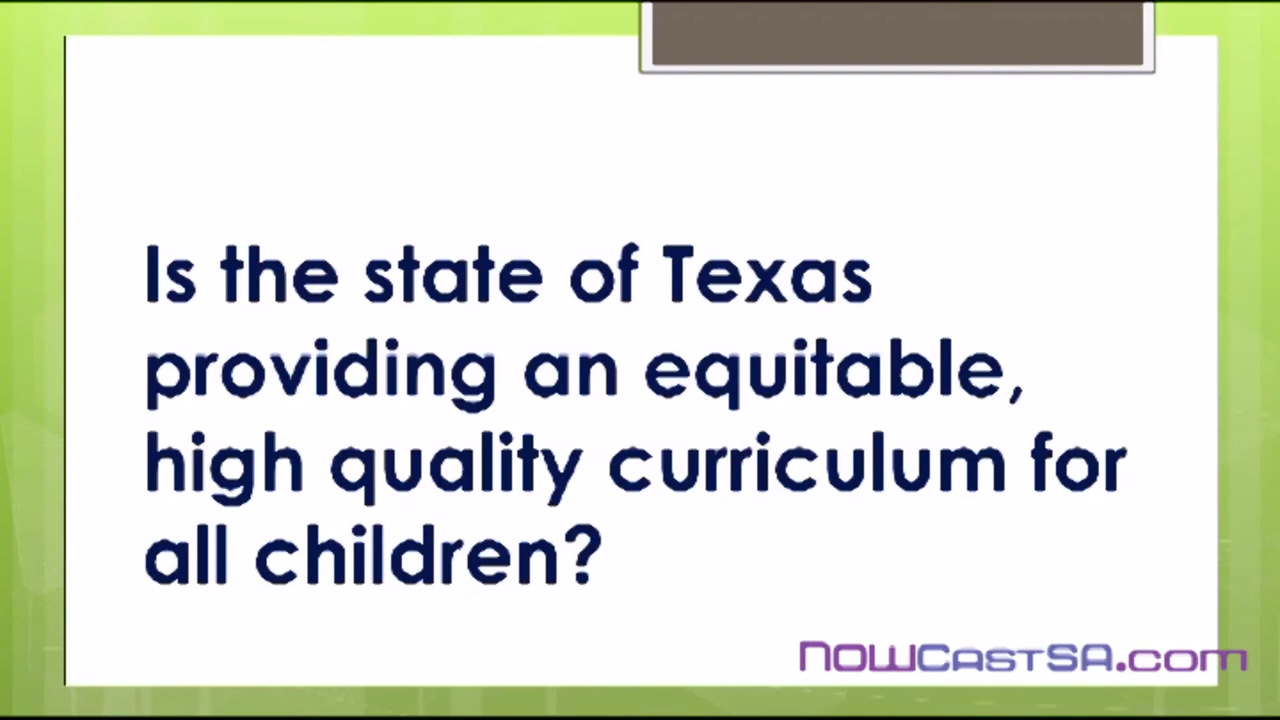 Is the state of Texas
providing an equitable,
high quality curriculum for
all children?
NOWCastSA.com